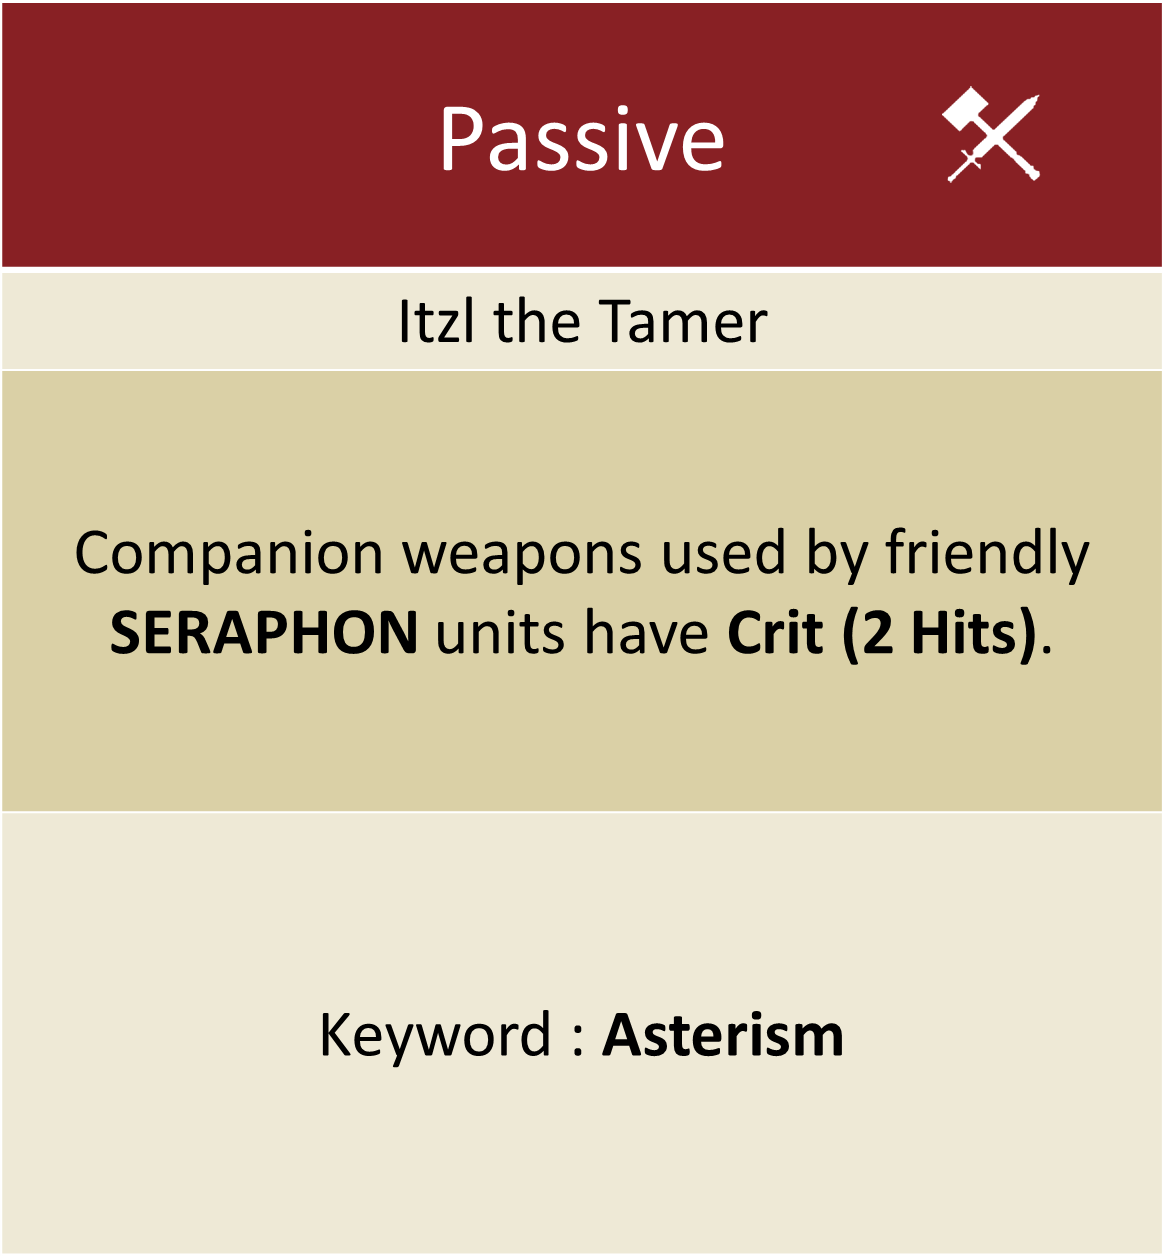 Passive
Itzl the Tamer
Companion weapons used by friendly
SERAPHON units have Crit (2 Hits).
Keyword : Asterism